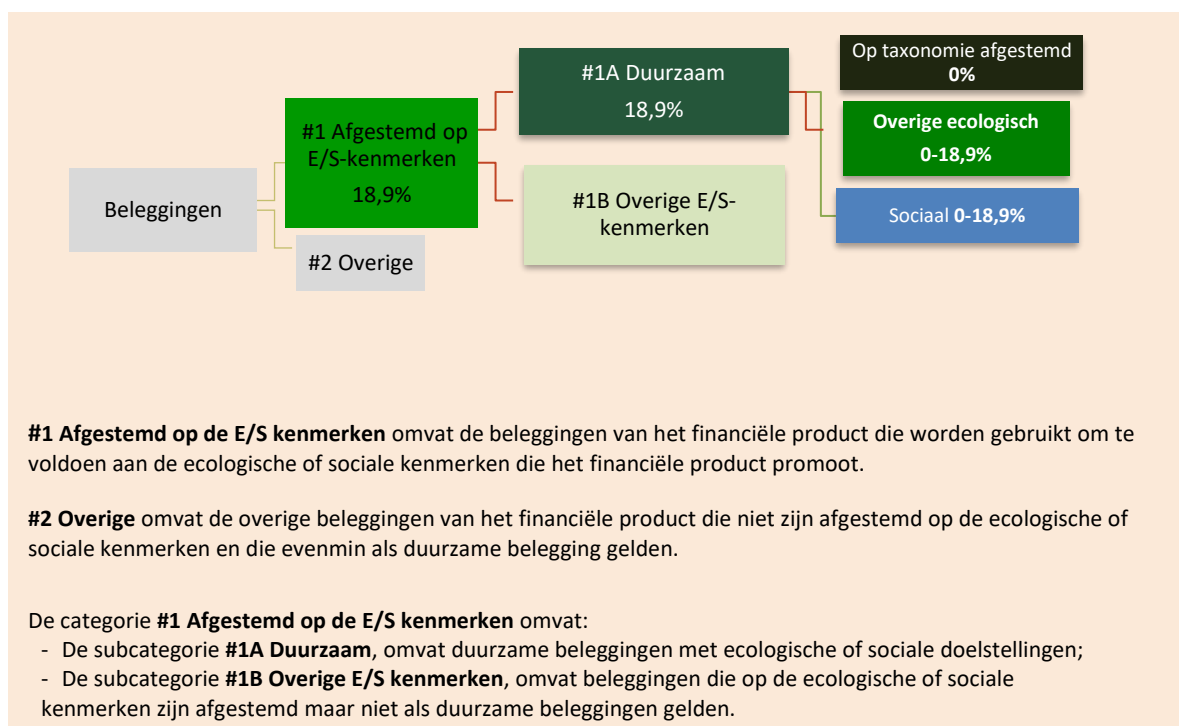 Beleggingen
#1 Afgestemd op
E/S-kenmerken
18,9%
#2 Overige
#1A Duurzaam
18,9%
#1B Overige E/S-
kenmerken
Op taxonomie afgestemd
0%
Overige ecologisch
0-18,9%
Sociaal 0-18,9%
#1 Afgestemd op de E/S kenmerken omvat de beleggingen van het financiële product die worden gebruikt om te
voldoen aan de ecologische of sociale kenmerken die het financiële product promoot.
#2 Overige omvat de overige beleggingen van het financiële product die niet zijn afgestemd op de ecologische of
sociale kenmerken en die evenmin als duurzame belegging gelden.
De categorie #1 Afgestemd op de E/S kenmerken omvat:
- De subcategorie #1A Duurzaam, omvat duurzame beleggingen met ecologische of sociale doelstellingen;
- De subcategorie #1B Overige E/S kenmerken, omvat beleggingen die op de ecologische of sociale
kenmerken zijn afgestemd maar niet als duurzame beleggingen gelden.